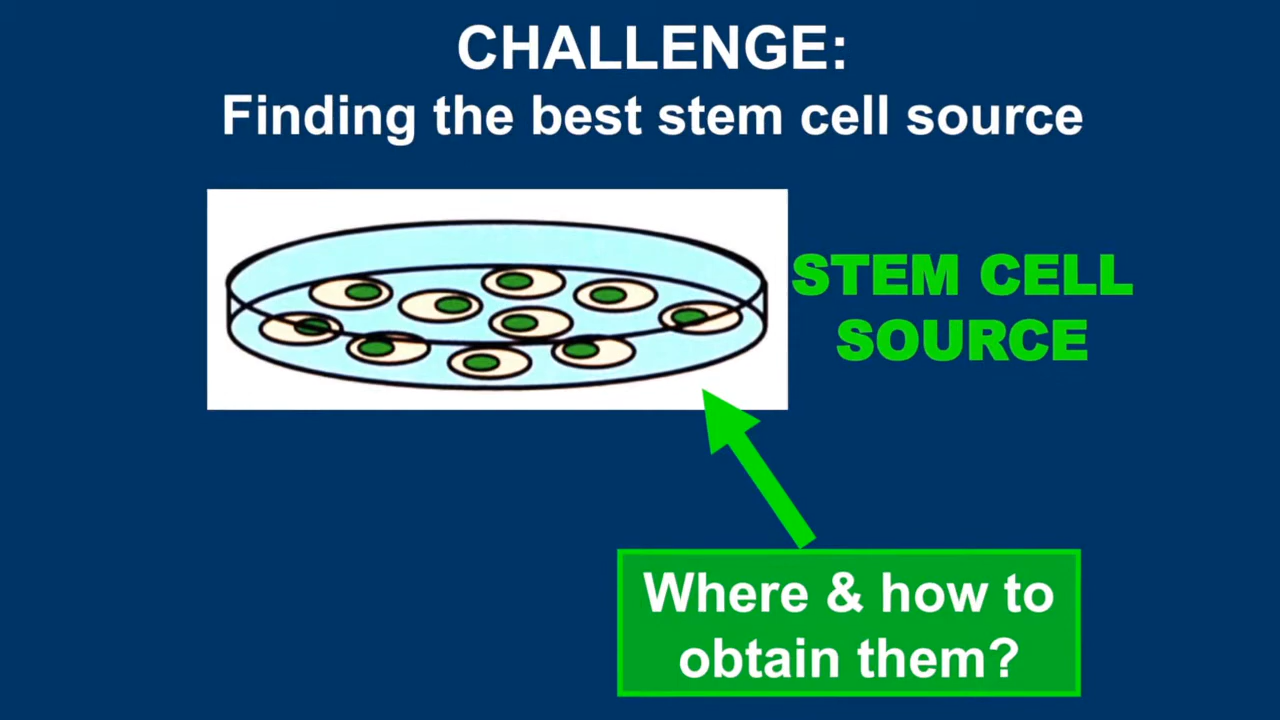 CHALLENGE:
Finding the best stem cell source
STEM CELL
SOURCE
Where & how to
obtain them?